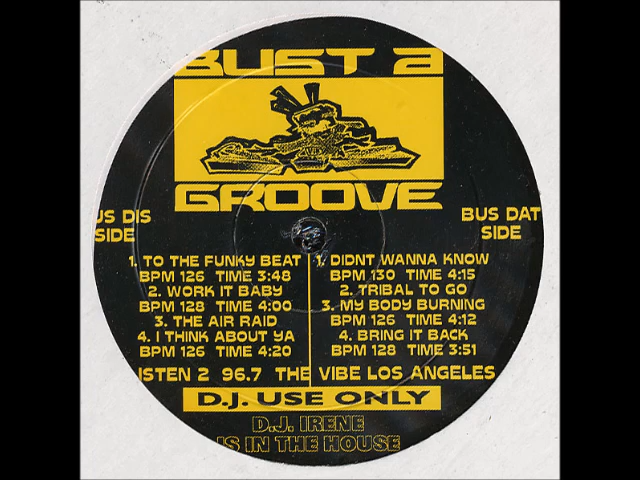 BUST A
GROOVE
US DIS
SIDE
1. TO THE FUNKY BEAT
BPM 126 TIME 3:48
2. WORK IT BABY
BPM 128 TIME 4:00
3. THE AIR RAID
4. I THINK ABOUT YA
BPM 126 TIME 4:20
BUS DAT
SIDE
1. DIDNT WANNA KNOW
BPM 130 TIME 4:15
2. TRIBAL TO GO
3. MY BODY BURNING
BPM 126 TIME 4:12
4. BRING IT BACK
BPM 128 TIME 3:51
ISTEN 2 96.7 THE VIBE LOS ANGELES
D.J. USE ONLY
D.J. IRENE
IS IN THE HOUSE